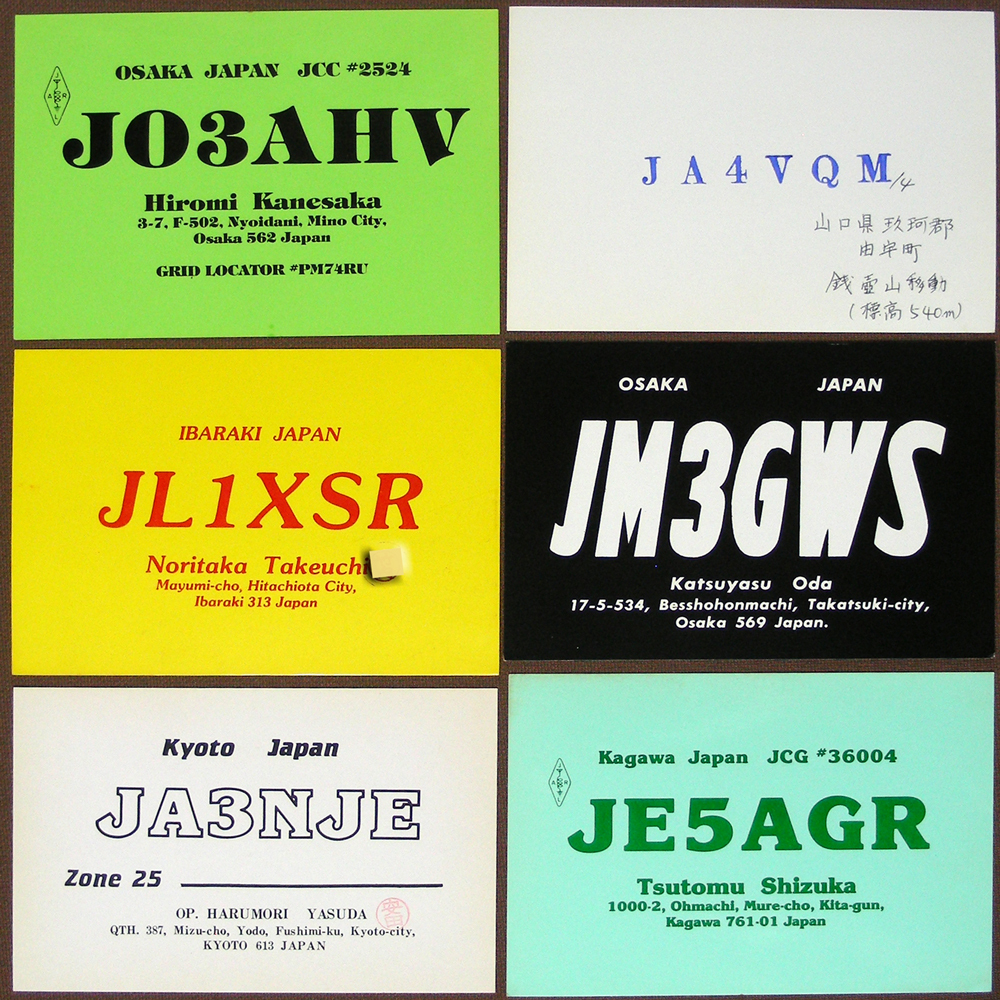 OSAKA JAPAN JCC #2524
JO3AHV
Hiromi Kanesaka
3-7, F-502, Nyoidani, Mino City,
Osaka 562 Japan
GRID LOCATOR #PM74RU
JA4VQM/4
山口県玖珂郡
由宇町
銭壺山移動
(標高540m)
IBARAKI JAPAN
JL1XSR
Noritaka Takeuchi
Mayumi-cho, Hitachiota City,
Ibaraki 313 Japan
OSAKA JAPAN
JM3GWS
Katsuyasu Oda
17-5-534, Besshohonmachi, Takatsuki-city,
Osaka 569 Japan.
Kyoto Japan
JA3NJE
Zone 25
OP. HARUMORI YASUDA
QTH. 387, Mizu-cho, Yodo, Fushimi-ku, Kyoto-city,
KYOTO 613 JAPAN
Kagawa Japan JCG #36004
JE5AGR
Tsutomu Shizuka
1000-2, Ohmachi, Mure-cho, Kita-gun,
Kagawa 761-01 Japan